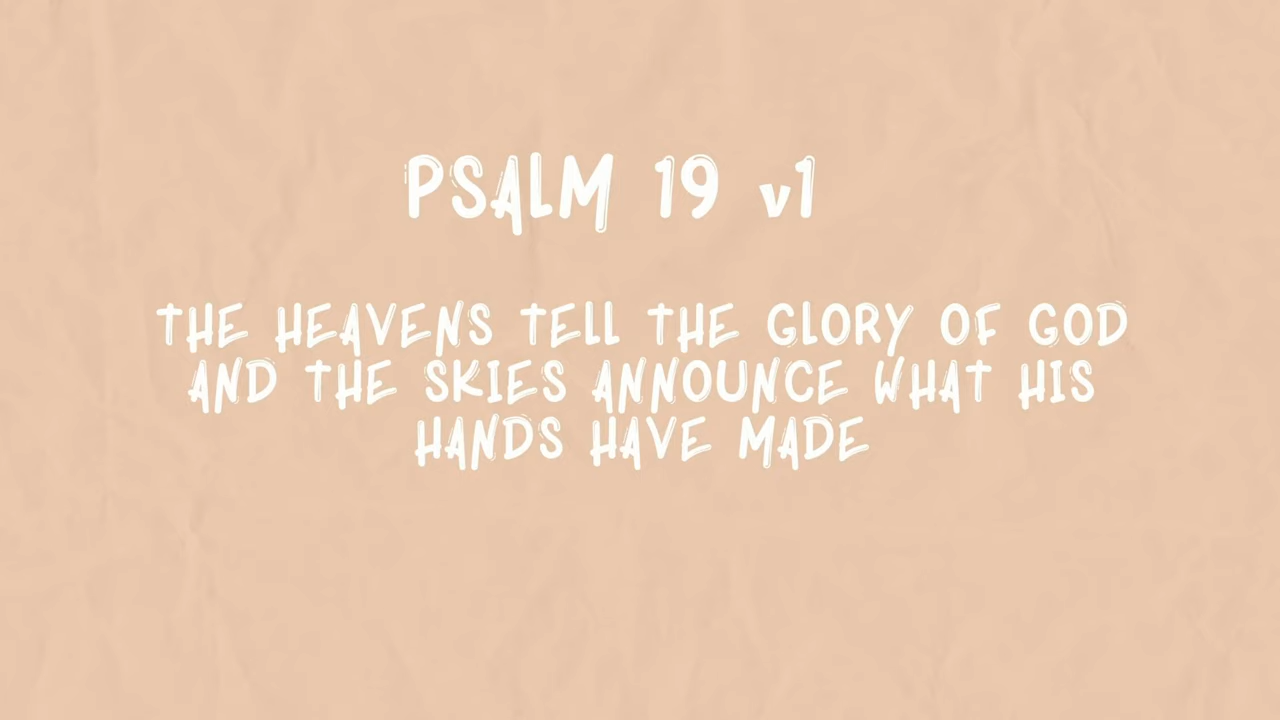 PSALM 19 v1
THE HEAVENS TELL THE GLORY OF GOD
AND THE SKIES ANNOUNCE WHAT HIS
HANDS HAVE MADE